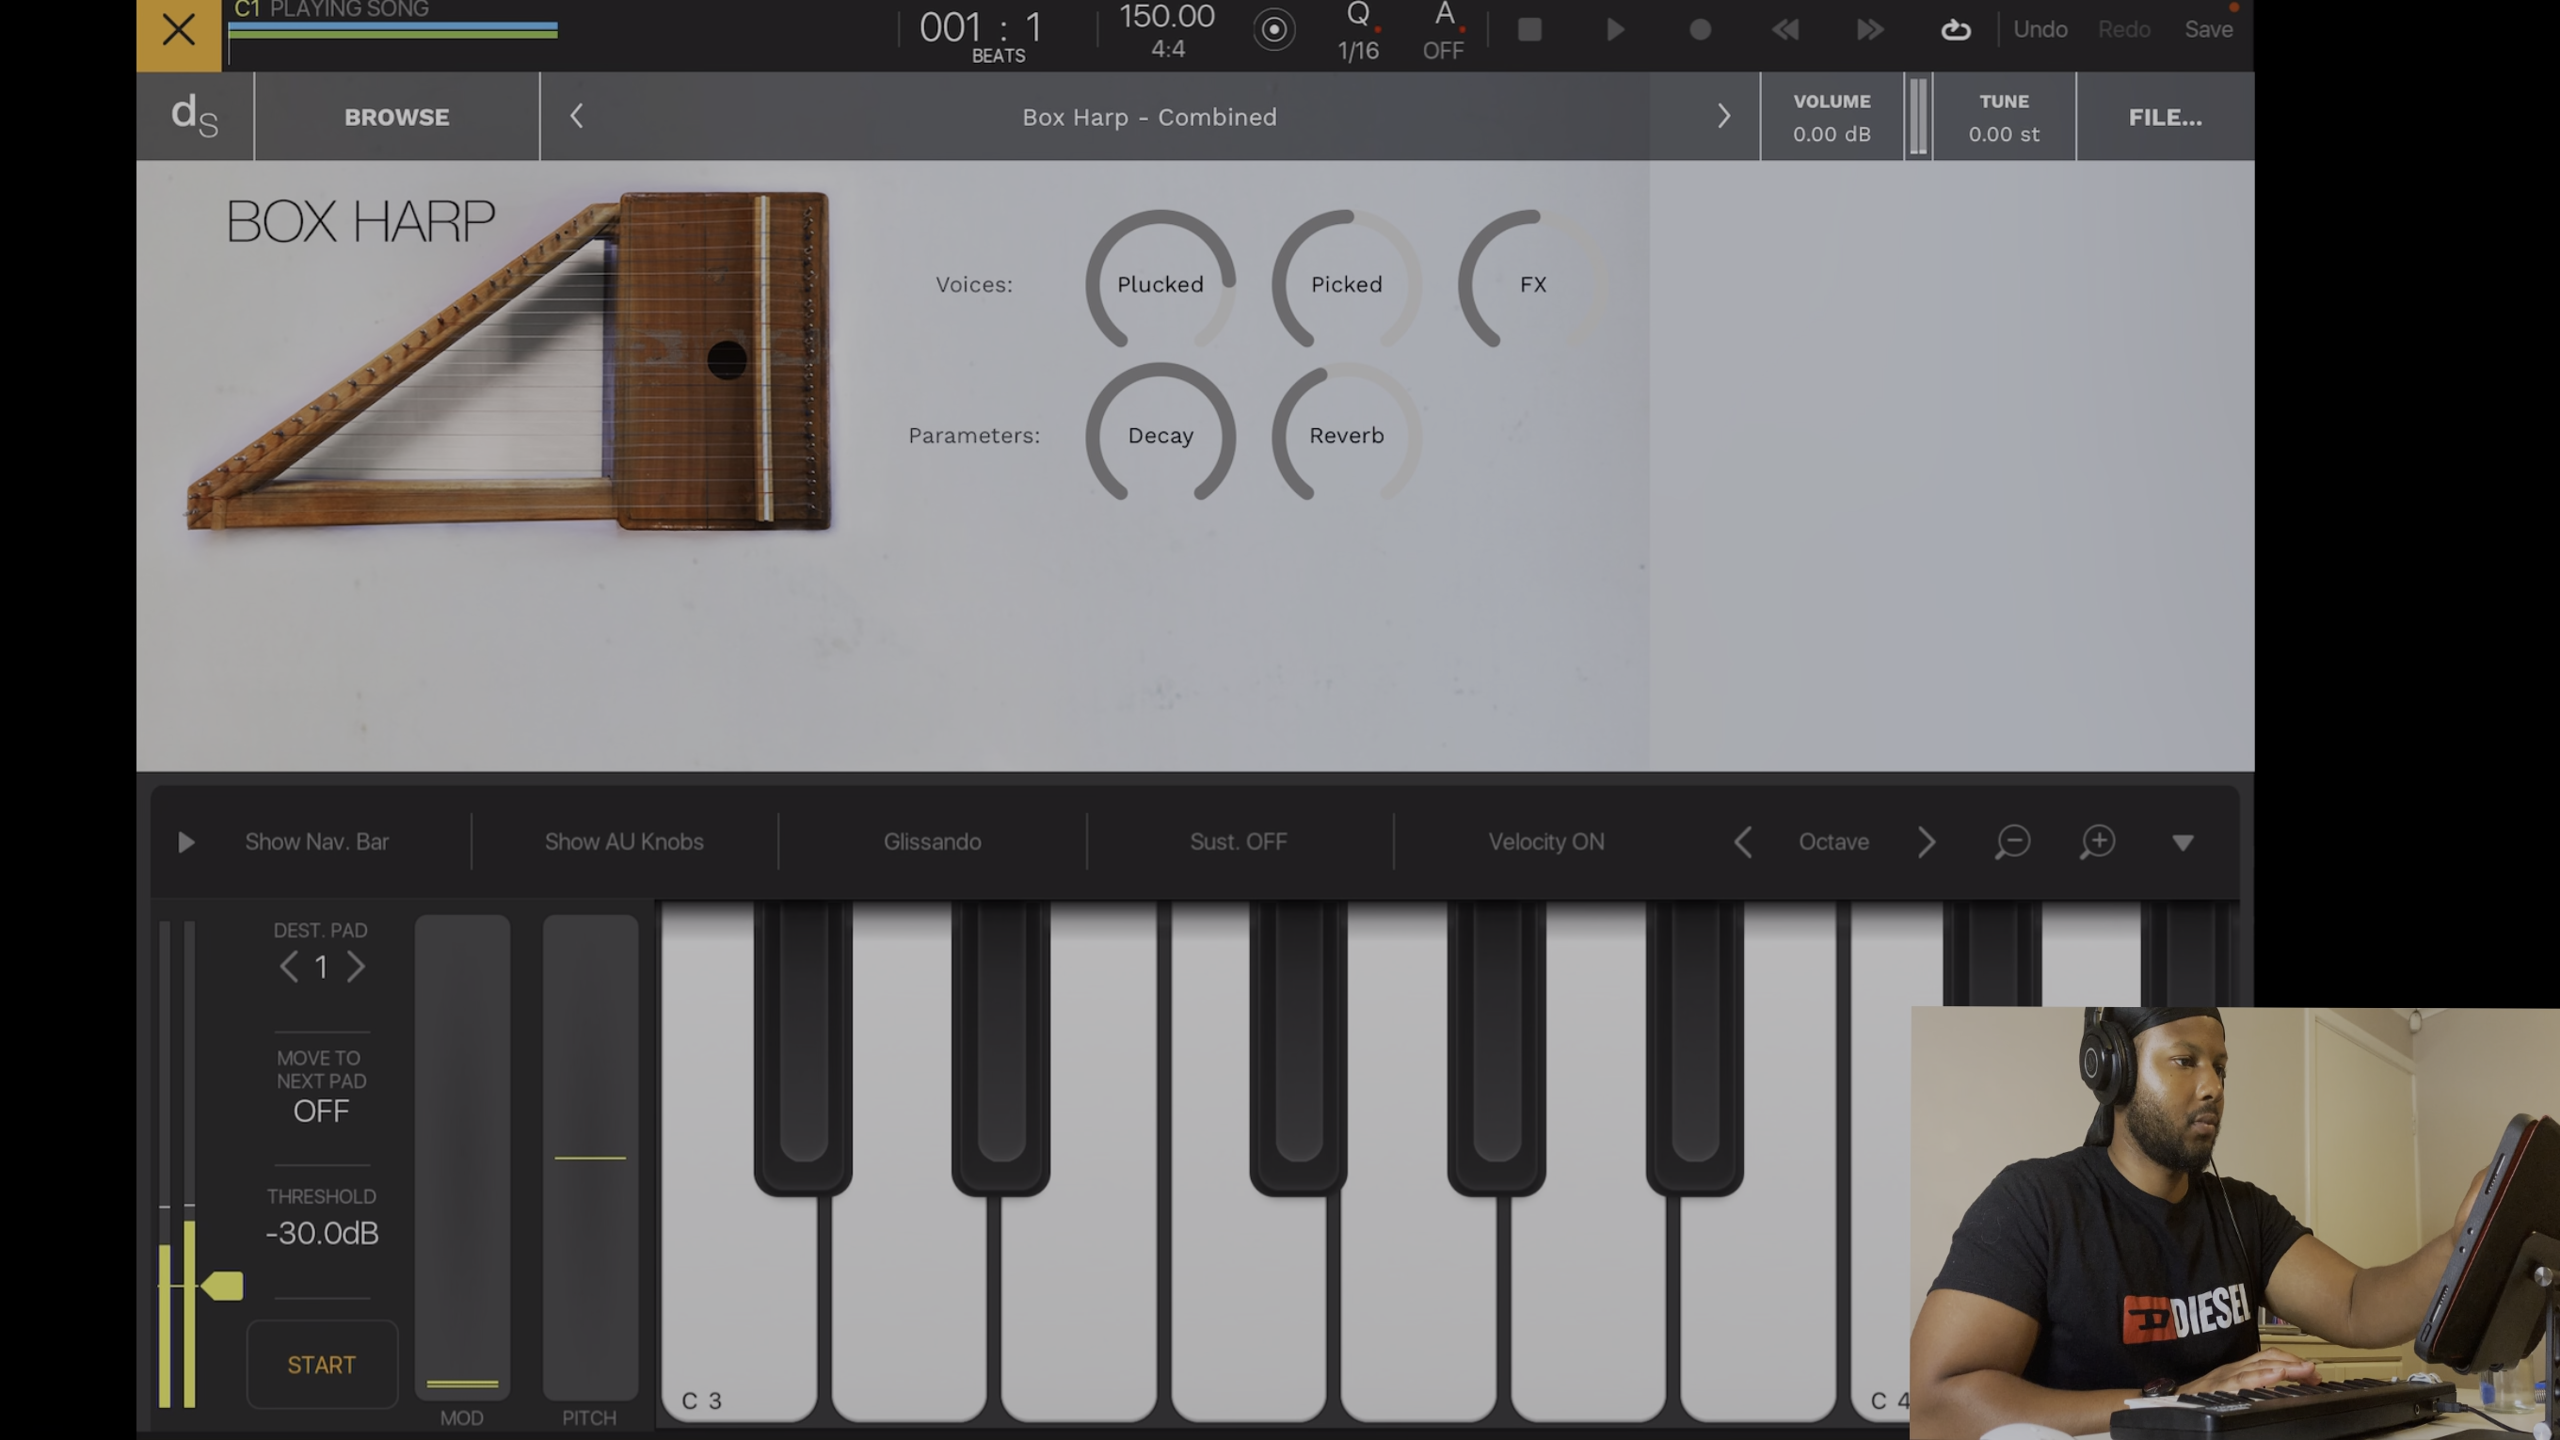 C1 PLAYING SONG
001 : 1
BEATS
150.00
4:4
Q
1/16
A
OFF
Undo
Redo
Save
ds
BROWSE
Box Harp - Combined
VOLUME
0.00 dB
TUNE
0.00 st
FILE...
BOX HARP
Voices:
Plucked
Picked
FX
Parameters:
Decay
Reverb
Show Nav. Bar
Show AU Knobs
Glissando
Sust. OFF
Velocity ON
Octave
DEST. PAD
1
MOVE TO
NEXT PAD
OFF
THRESHOLD
-30.0dB
START
MOD
PITCH
C 3
C 4
D DIESEL